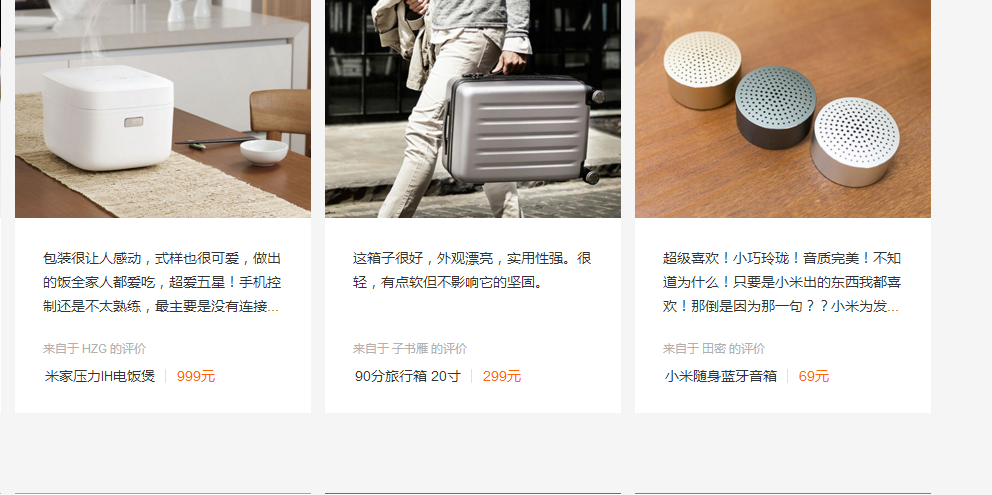 包装很让人感动，式样也很可爱，做出
的饭全家人都爱吃，超爱五星！手机控
制还是不太熟练，最主要是没有连接...
来自于 HZG 的评价
米家压力IH电饭煲 999元
这箱子很好，外观漂亮，实用性强。很
轻，有点软但不影响它的坚固。
来自于 子书雁 的评价
90分旅行箱 20寸 299元
超级喜欢！小巧玲珑！音质完美！不知
道为什么！只要是小米出的东西我都喜
欢！那倒是因为那一句？？小米为发...
来自于 田密 的评价
小米随身蓝牙音箱 69元